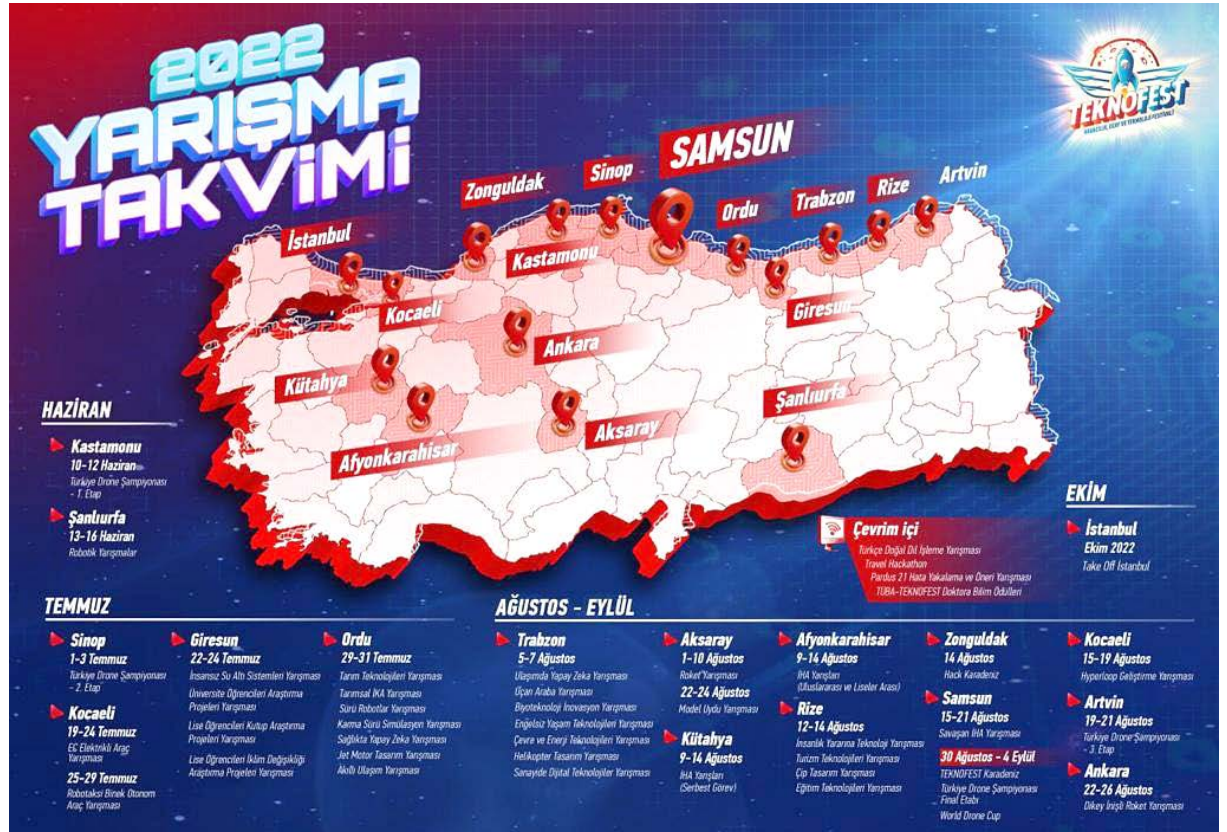 2022
YARIŞMA
TAKVİMİ
TEKNOFEST
HAVACILIK, UZAY VE TEKNOLOJİ FESTİVALİ
SAMSUN
Sinop
Zonguldak
Artvin
Rize
Trabzon
Ordu
İstanbul
Kastamonu
Kocaeli
Giresun
Ankara
Kütahya
Şanlıurfa
Aksaray
Afyonkarahisar
HAZİRAN
Kastamonu
10-12 Haziran
Türkiye Drone Şampiyonası
- 1. Etap
Şanlıurfa
13-16 Haziran
Robotik Yarışmalar
Çevrim içi
Türkçe Doğal Dil İşleme Yarışması
Travel Hackathon
Pardus 21 Hata Yakalama ve Öneri Yarışması
TÜBA-TEKNOFEST Doktora Bilim Ödülleri
EKİM
İstanbul
Ekim 2022
Take Off İstanbul
TEMMUZ
Sinop
1-3 Temmuz
Türkiye Drone Şampiyonası
- 2. Etap
Kocaeli
19-24 Temmuz
EC Elektrikli Araç
Yarışması
25-29 Temmuz
Robotaksi Binek Otonom
Araç Yarışması
Giresun
22-24 Temmuz
İnsansız Su Altı Sistemleri Yarışması
Üniversite Öğrencileri Araştırma
Projeleri Yarışması
Lise Öğrencileri Kutup Araştırma
Projeleri Yarışması
Lise Öğrencileri İklim Değişikliği
Araştırma Projeleri Yarışması
Ordu
29-31 Temmuz
Tarım Teknolojileri Yarışması
Tarımsal İKA Yarışması
Sürü Robotlar Yarışması
Karma Sürü Simülasyon Yarışması
Sağlıkta Yapay Zeka Yarışması
Jet Motor Tasarım Yarışması
Akıllı Ulaşım Yarışması
AĞUSTOS - EYLÜL
Trabzon
5-7 Ağustos
Ulaşımda Yapay Zeka Yarışması
Uçan Araba Yarışması
Biyoteknoloji İnovasyon Yarışması
Engelsiz Yaşam Teknolojileri Yarışması
Çevre ve Enerji Teknolojileri Yarışması
Helikopter Tasarım Yarışması
Sanayide Dijital Teknolojiler Yarışması
Aksaray
1-10 Ağustos
Roket Yarışması
22-24 Ağustos
Model Uydu Yarışması
Kütahya
9-14 Ağustos
İHA Yarışları
(Serbest Görev)
Afyonkarahisar
9-14 Ağustos
İHA Yarışları
(Uluslararası ve Liseler Arası)
Rize
12-14 Ağustos
İnsanlık Yararına Teknoloji Yarışması
Turizm Teknolojileri Yarışması
Çip Tasarım Yarışması
Eğitim Teknolojileri Yarışması
Zonguldak
14 Ağustos
Hack Karadeniz
Samsun
15-21 Ağustos
Savaşan İHA Yarışması
30 Ağustos - 4 Eylül
TEKNOFEST Karadeniz
Türkiye Drone Şampiyonası
Final Etabı
World Drone Cup
Kocaeli
15-19 Ağustos
Hyperloop Geliştirme Yarışması
Artvin
19-21 Ağustos
Türkiye Drone Şampiyonası
- 3. Etap
Ankara
22-26 Ağustos
Dikey İnişli Roket Yarışması